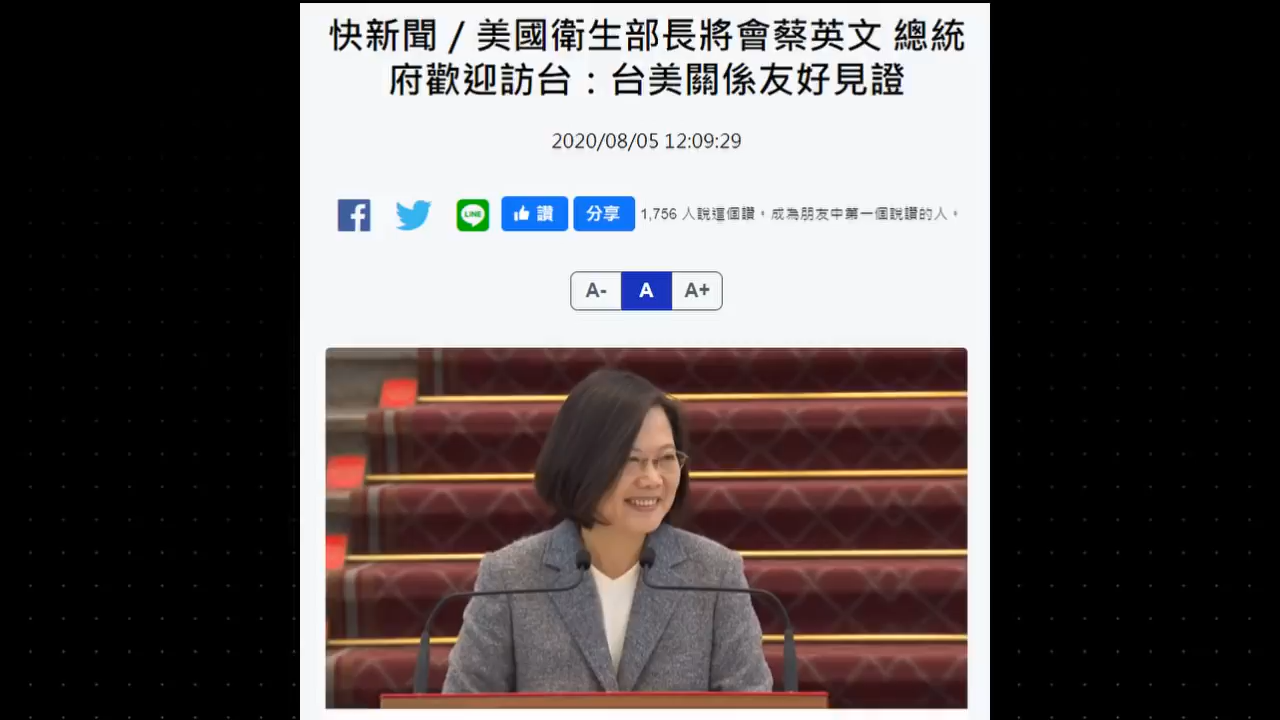 快新聞 / 美國衛生部長將會蔡英文 總統
府歡迎訪台：台美關係友好見證
2020/08/05 12:09:29
LINE 讚 分享 1,756 人說這個讚。成為朋友中第一個說讚的人。
A- A A+